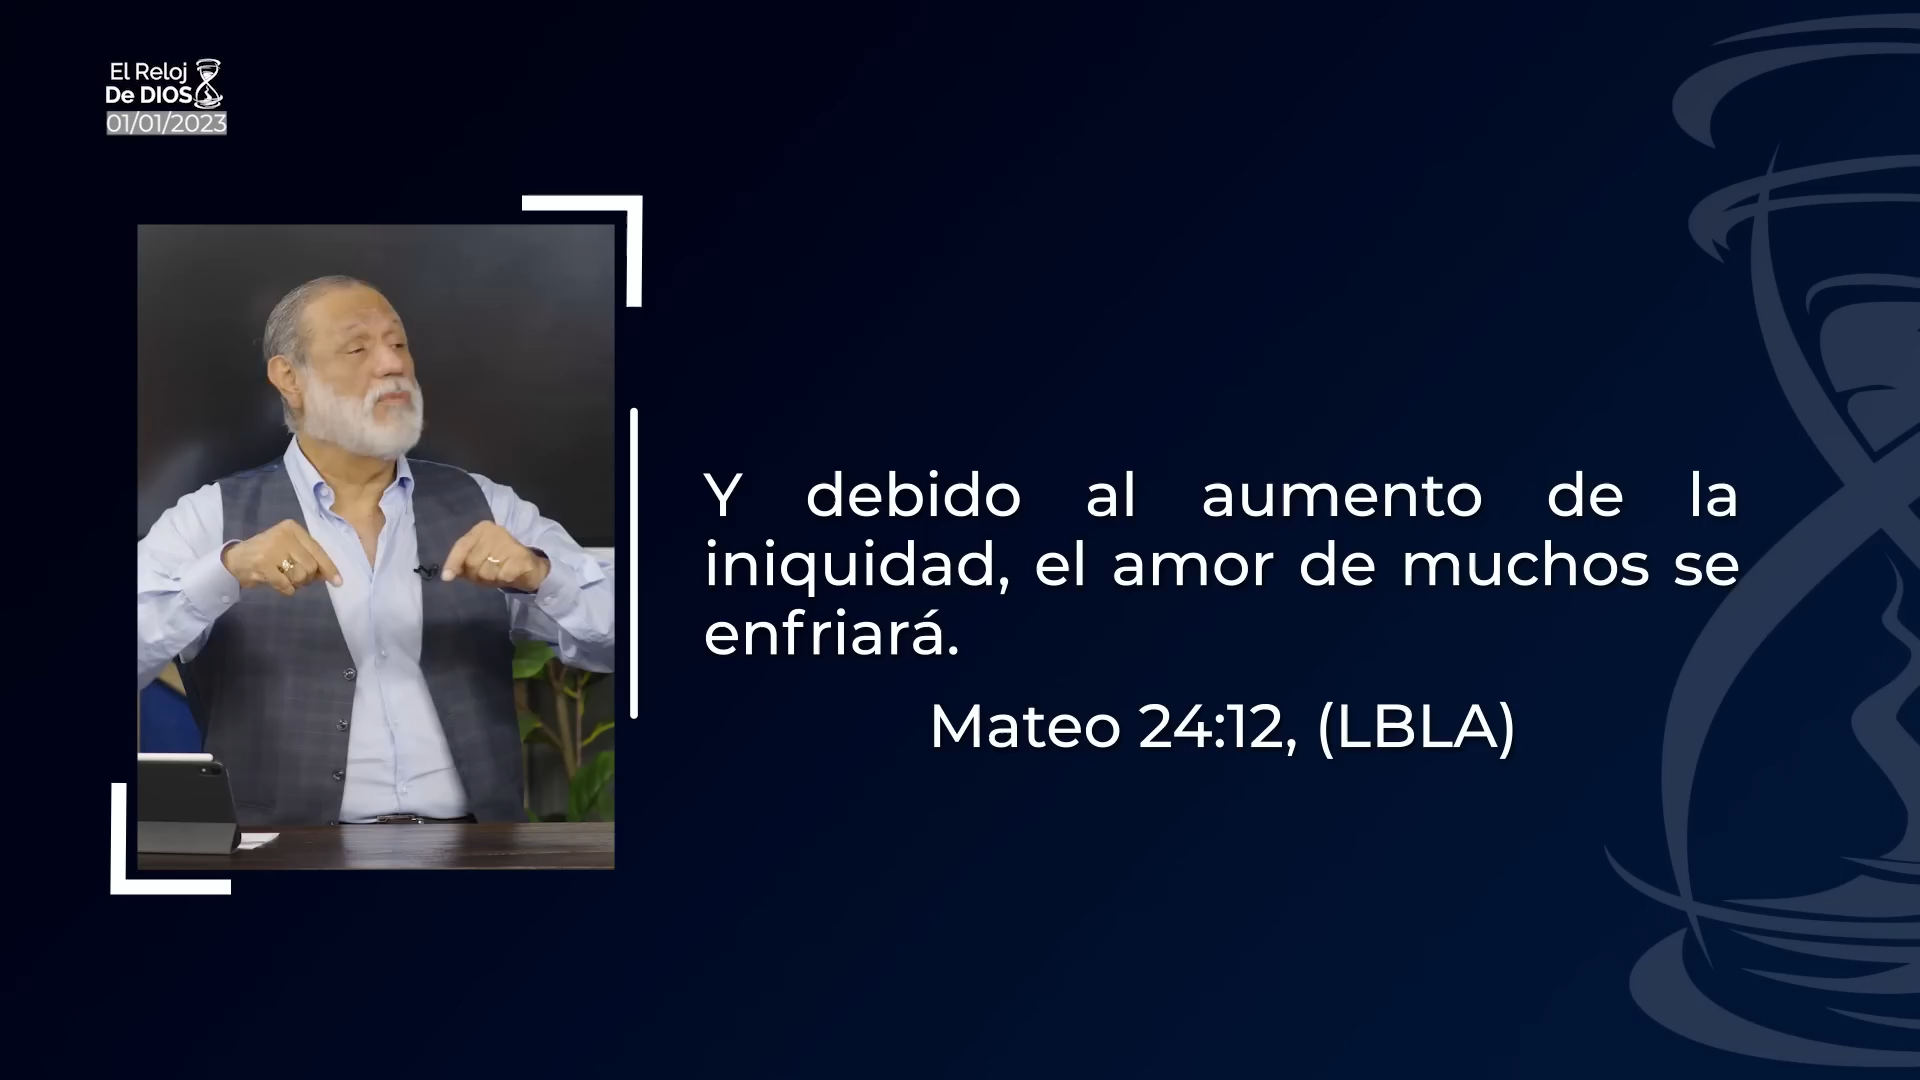 El Reloj
De DIOS
01/01/2023
Y debido al aumento de la
iniquidad, el amor de muchos se
enfriará.
Mateo 24:12, (LBLA)